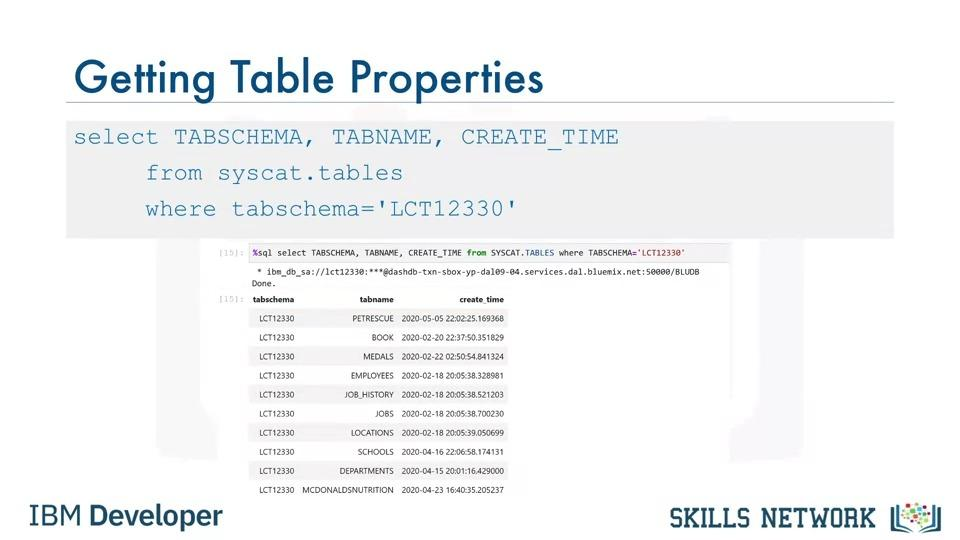 Getting Table Properties
select TABSCHEMA, TABNAME, CREATE_TIME
from syscat.tables
where tabschema='LCT12330'
[15]: %sql select TABSCHEMA, TABNAME, CREATE_TIME from SYSCAT.TABLES where TABSCHEMA='LCT12330'
* ibm_db_sa://lct12330:***@dashdb-txn-sbox-yp-dal09-04.services.dal.bluemix.net:50000/BLUDB
Done.
[15]: tabschema tabname create_time
LCT12330 PETRESCUE 2020-05-05 22:02:25.169368
LCT12330 BOOK 2020-02-20 22:37:50.351829
LCT12330 MEDALS 2020-02-22 02:50:54.841324
LCT12330 EMPLOYEES 2020-02-18 20:05:38.328981
LCT12330 JOB_HISTORY 2020-02-18 20:05:38.521203
LCT12330 JOBS 2020-02-18 20:05:38.700230
LCT12330 LOCATIONS 2020-02-18 20:05:39.050699
LCT12330 SCHOOLS 2020-04-16 22:06:58.174131
LCT12330 DEPARTMENTS 2020-04-15 20:01:16.429000
LCT12330 MCDONALDSNUTRITION 2020-04-23 16:40:35.205237
IBM Developer
SKILLS NETWORK